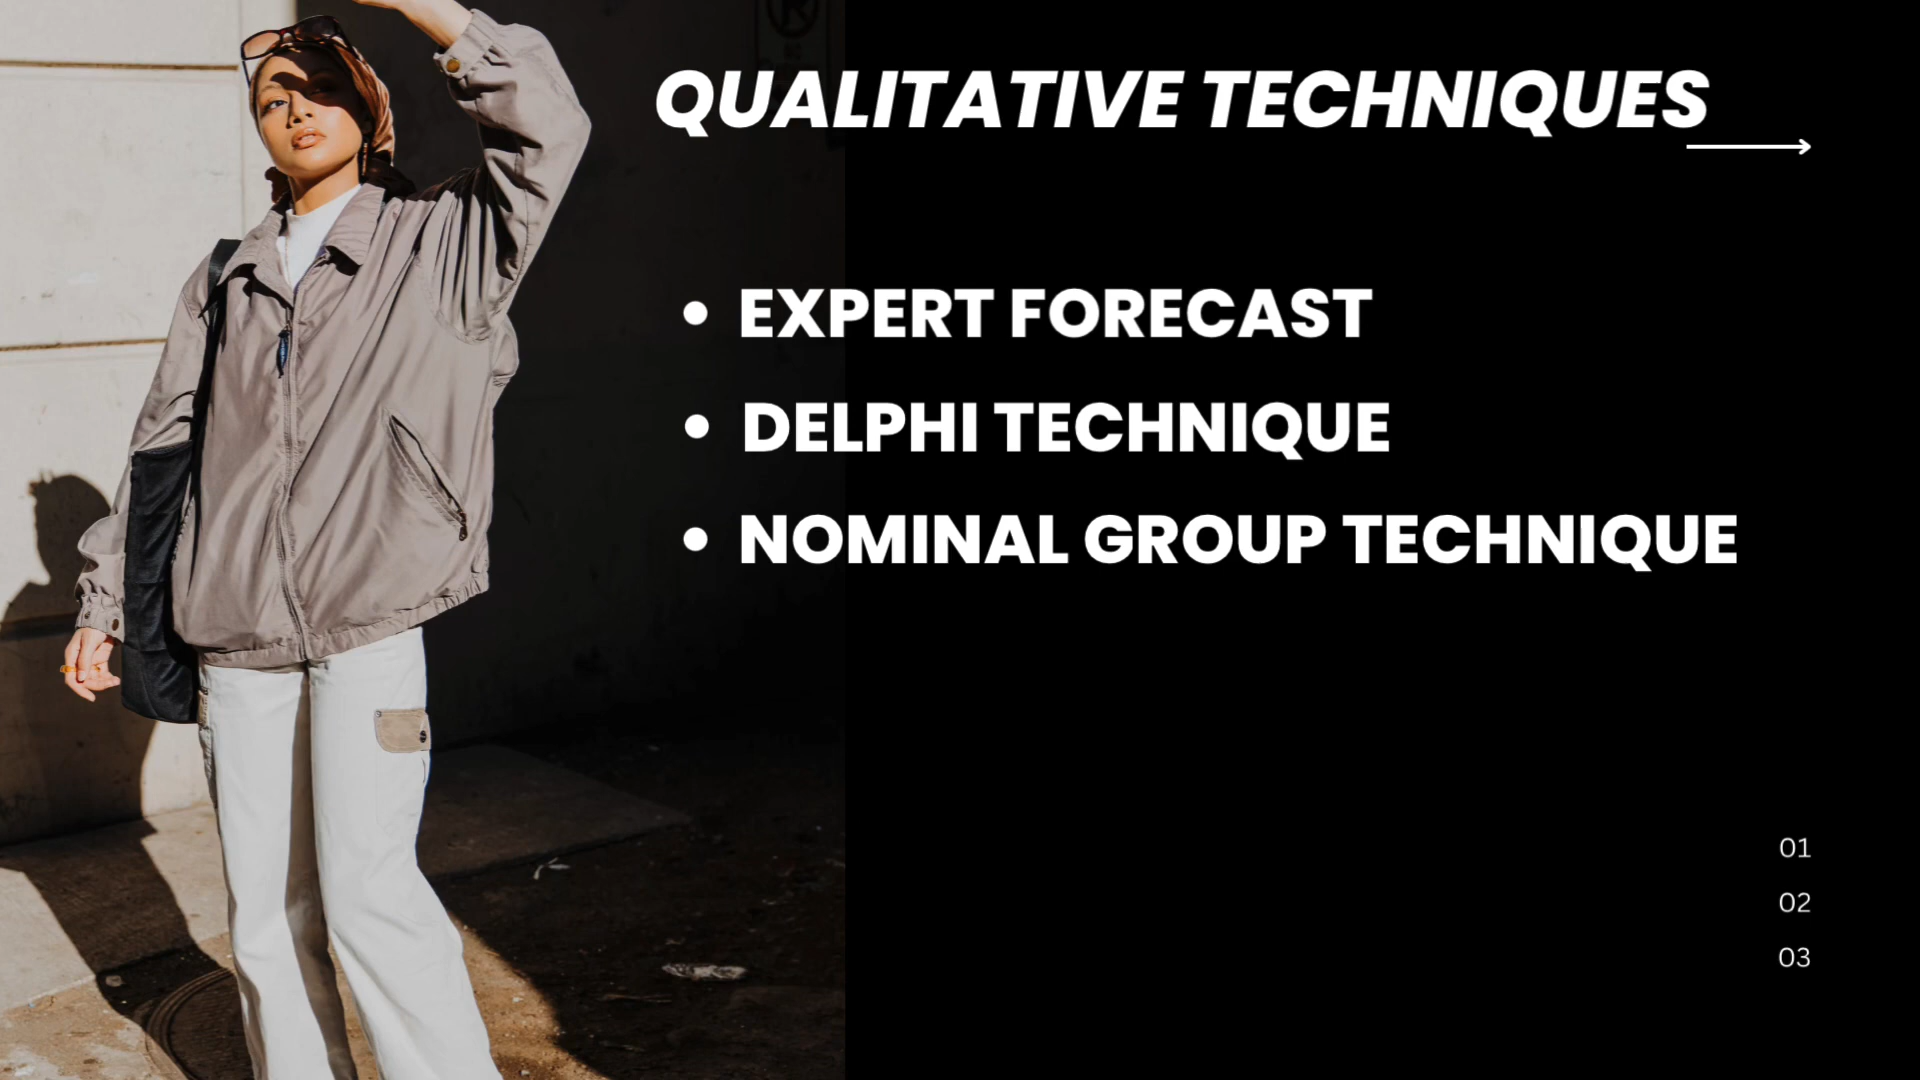 QUALITATIVE TECHNIQUES
• EXPERT FORECAST
• DELPHI TECHNIQUE
• NOMINAL GROUP TECHNIQUE
01
02
03